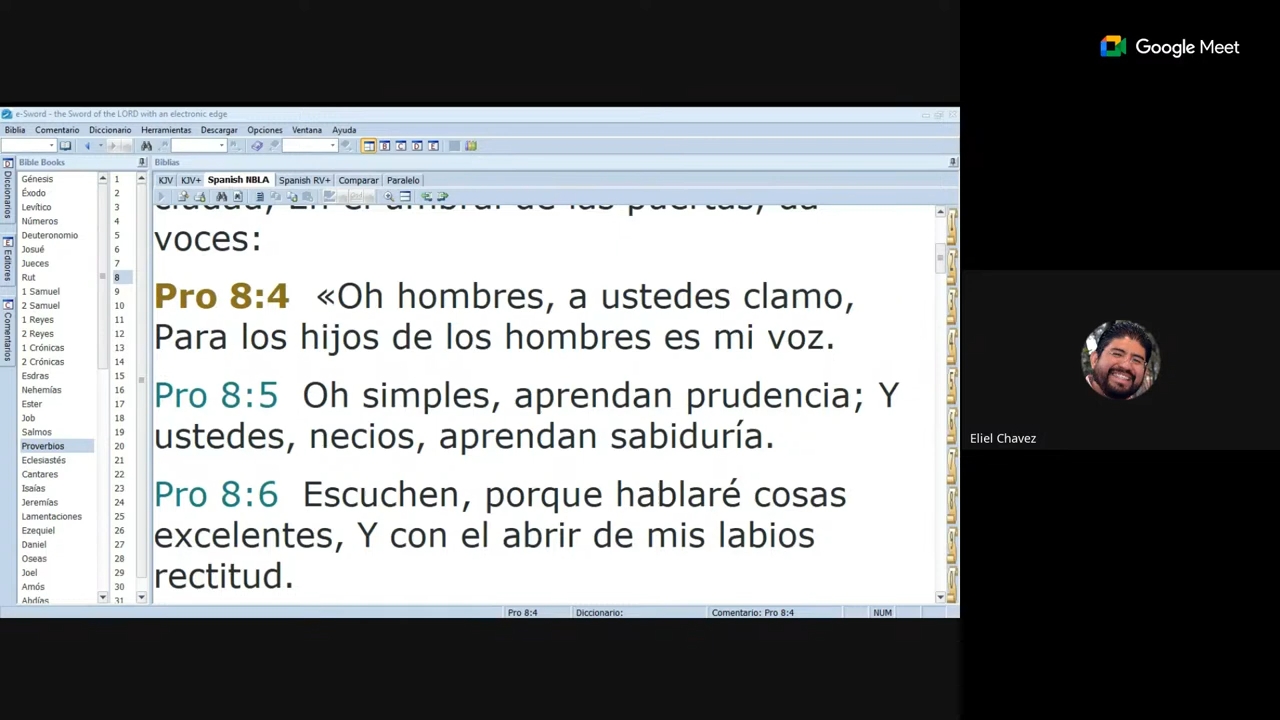 Google Meet
e-Sword - the Sword of the LORD with an electronic edge
Biblia Comentario Diccionario Herramientas Descargar Opciones Ventana Ayuda
Bible Books
Biblias
KJV KJV+ Spanish NBLA Spanish RV+ Comparar Paralelo
Diccionarios
Editores
Comentarios
Génesis 1
Éxodo 2
Levítico 3
Números 4
Deuteronomio 5
Josué 6
Jueces 7
Rut 8
1 Samuel 9
2 Samuel 10
1 Reyes 11
2 Reyes 12
1 Crónicas 13
2 Crónicas 14
Esdras 15
Nehemías 16
Ester 17
Job 18
Salmos 19
Proverbios 20
Eclesiastés 21
Cantares 22
Isaías 23
Jeremías 24
Lamentaciones 25
Ezequiel 26
Daniel 27
Oseas 28
Joel 29
Amós 30
Abdías 31
voces:
Pro 8:4 «Oh hombres, a ustedes clamo,
Para los hijos de los hombres es mi voz.
Pro 8:5 Oh simples, aprendan prudencia; Y
ustedes, necios, aprendan sabiduría.
Pro 8:6 Escuchen, porque hablaré cosas
excelentes, Y con el abrir de mis labios
rectitud.
Pro 8:4 Diccionario: Comentario: Pro 8:4 NUM
Eliel Chavez